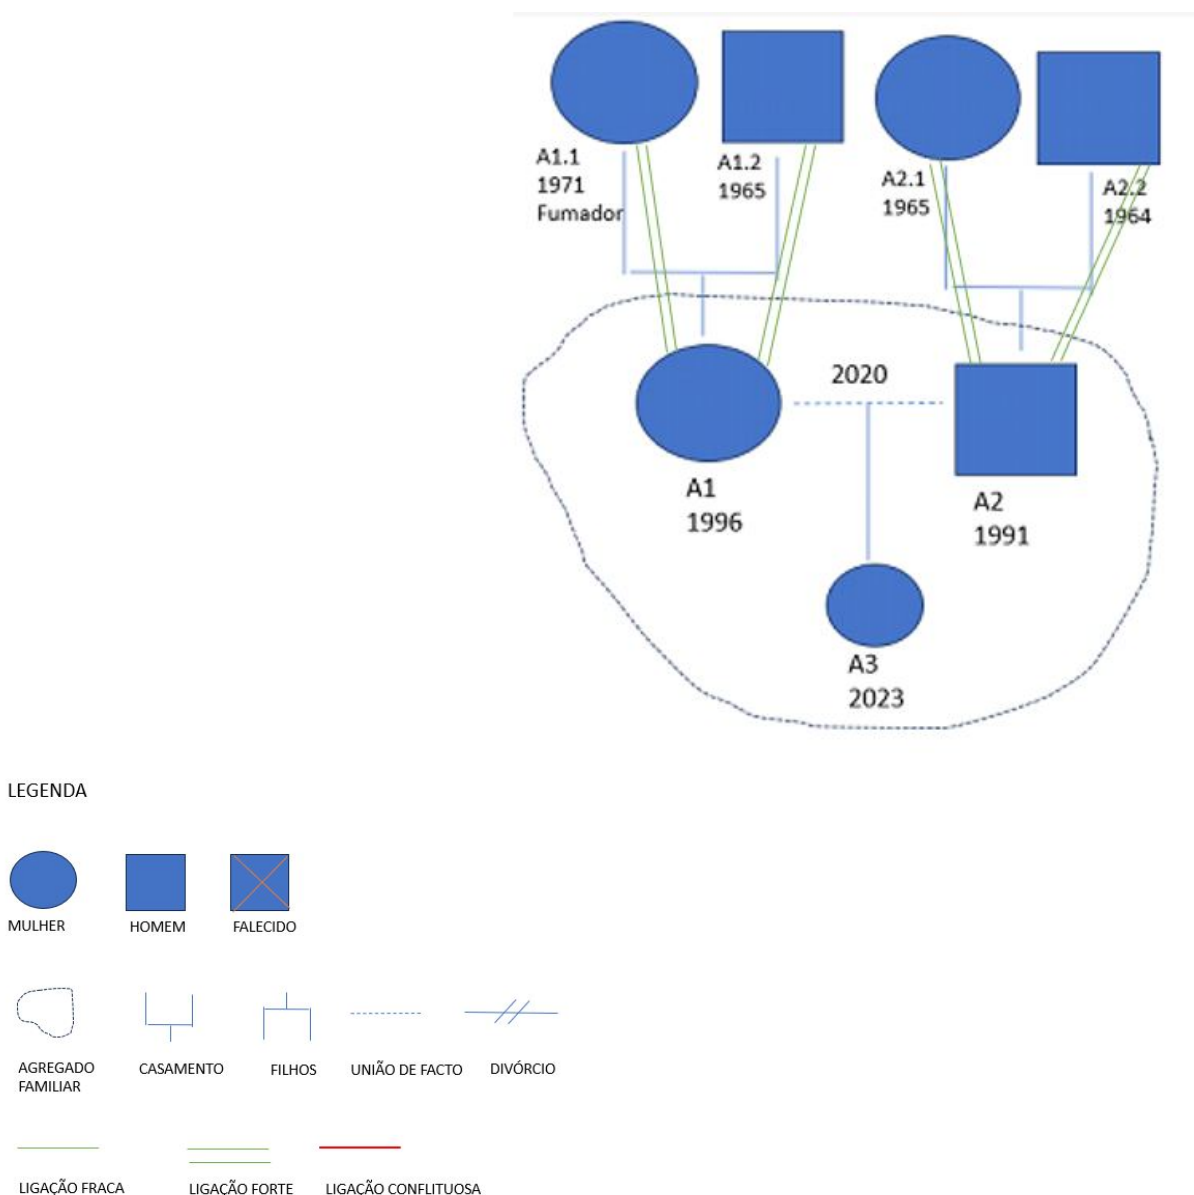 A1.1
1971
Fumador
A1.2
1965
A2.1
1965
A2.2
1964
2020
A1
1996
A2
1991
A3
2023
LEGENDA
MULHER
HOMEM
FALECIDO
AGREGADO
FAMILIAR
CASAMENTO
FILHOS
UNIÃO DE FACTO
DIVÓRCIO
LIGAÇÃO FRACA
LIGAÇÃO FORTE
LIGAÇÃO CONFLITUOSA